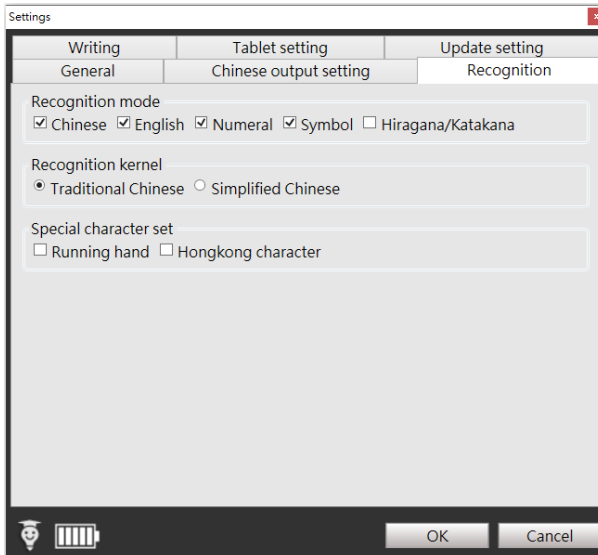 Settings
Writing Tablet setting Update setting
General Chinese output setting Recognition
Recognition mode
Chinese English Numeral Symbol Hiragana/Katakana
Recognition kernel
Traditional Chinese Simplified Chinese
Special character set
Running hand Hongkong character
OK Cancel